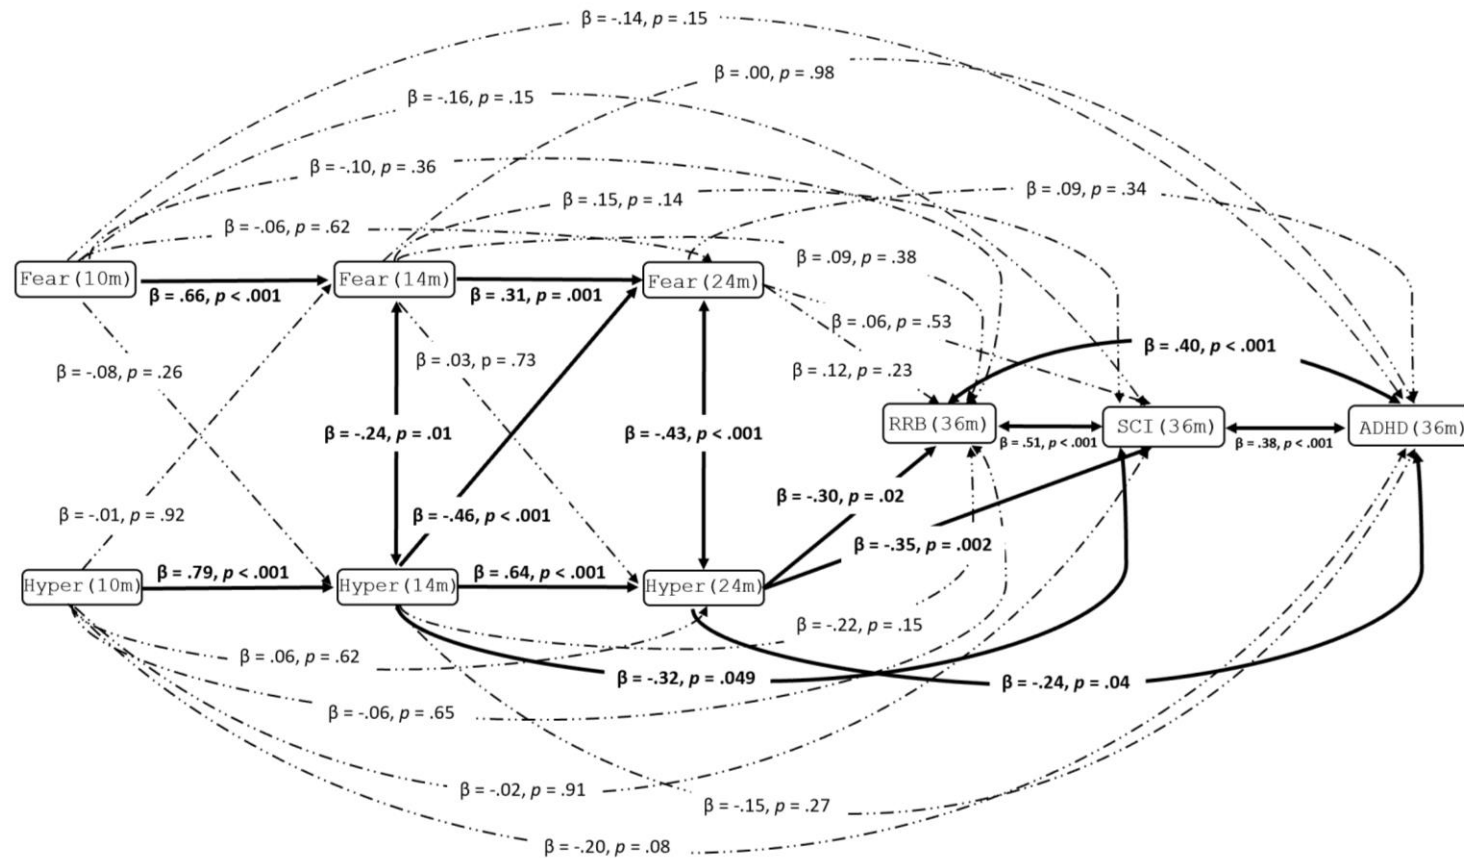 β = -.14, p = .15
β = .00, p = .98
β = -.16, p = .15
β = -.10, p = .36
β = .09, p = .34
β = .15, p = .14
β = -.06, p = .62
β = .09, p = .38
Fear(10m)
Fear(14m)
Fear(24m)
β = .66, p < .001
β = .31, p = .001
β = .06, p = .53
β = .40, p < .001
β = .03, p = .73
β = -.08, p = .26
β = .12, p = .23
RRB(36m)
SCI(36m)
ADHD(36m)
β = -.24, p = .01
β = -.43, p < .001
β = .51, p < .001
β = .38, p < .001
β = -.30, p = .02
β = -.01, p = .92
β = -.46, p < .001
β = -.35, p = .002
β = .79, p < .001
β = .64, p < .001
Hyper(10m)
Hyper(14m)
Hyper(24m)
β = -.22, p = .15
β = .06, p = .62
β = -.32, p = .049
β = -.24, p = .04
β = -.06, p = .65
β = -.02, p = .91
β = -.15, p = .27
β = -.20, p = .08